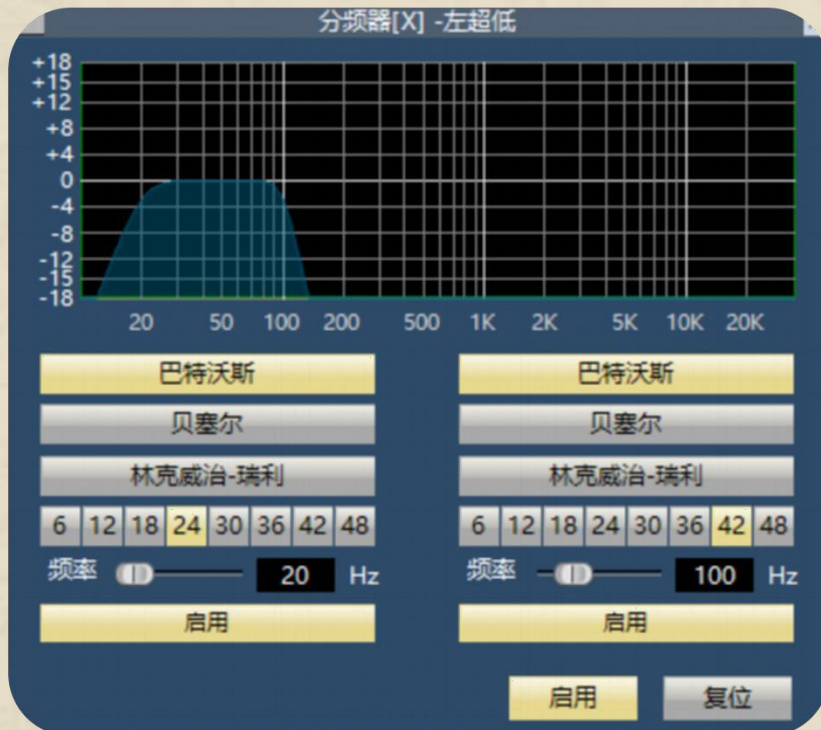 分频器[X] -左超低
+18
+15
+12
+8
+4
0
-4
-8
-12
-15
-18
20 50 100 200 500 1K 2K 5K 10K 20K
巴特沃斯 巴特沃斯
贝塞尔 贝塞尔
林克威治-瑞利 林克威治-瑞利
6 12 18 24 30 36 42 48 6 12 18 24 30 36 42 48
频率 20 Hz 频率 100 Hz
启用 启用
启用 复位